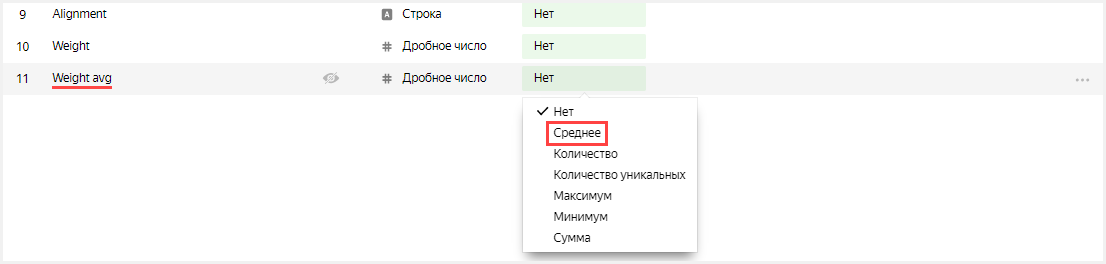 9 Alignment Строка Нет
10 Weight Дробное число Нет
11 Weight avg Дробное число Нет
Нет
Среднее
Количество
Количество уникальных
Максимум
Минимум
Сумма